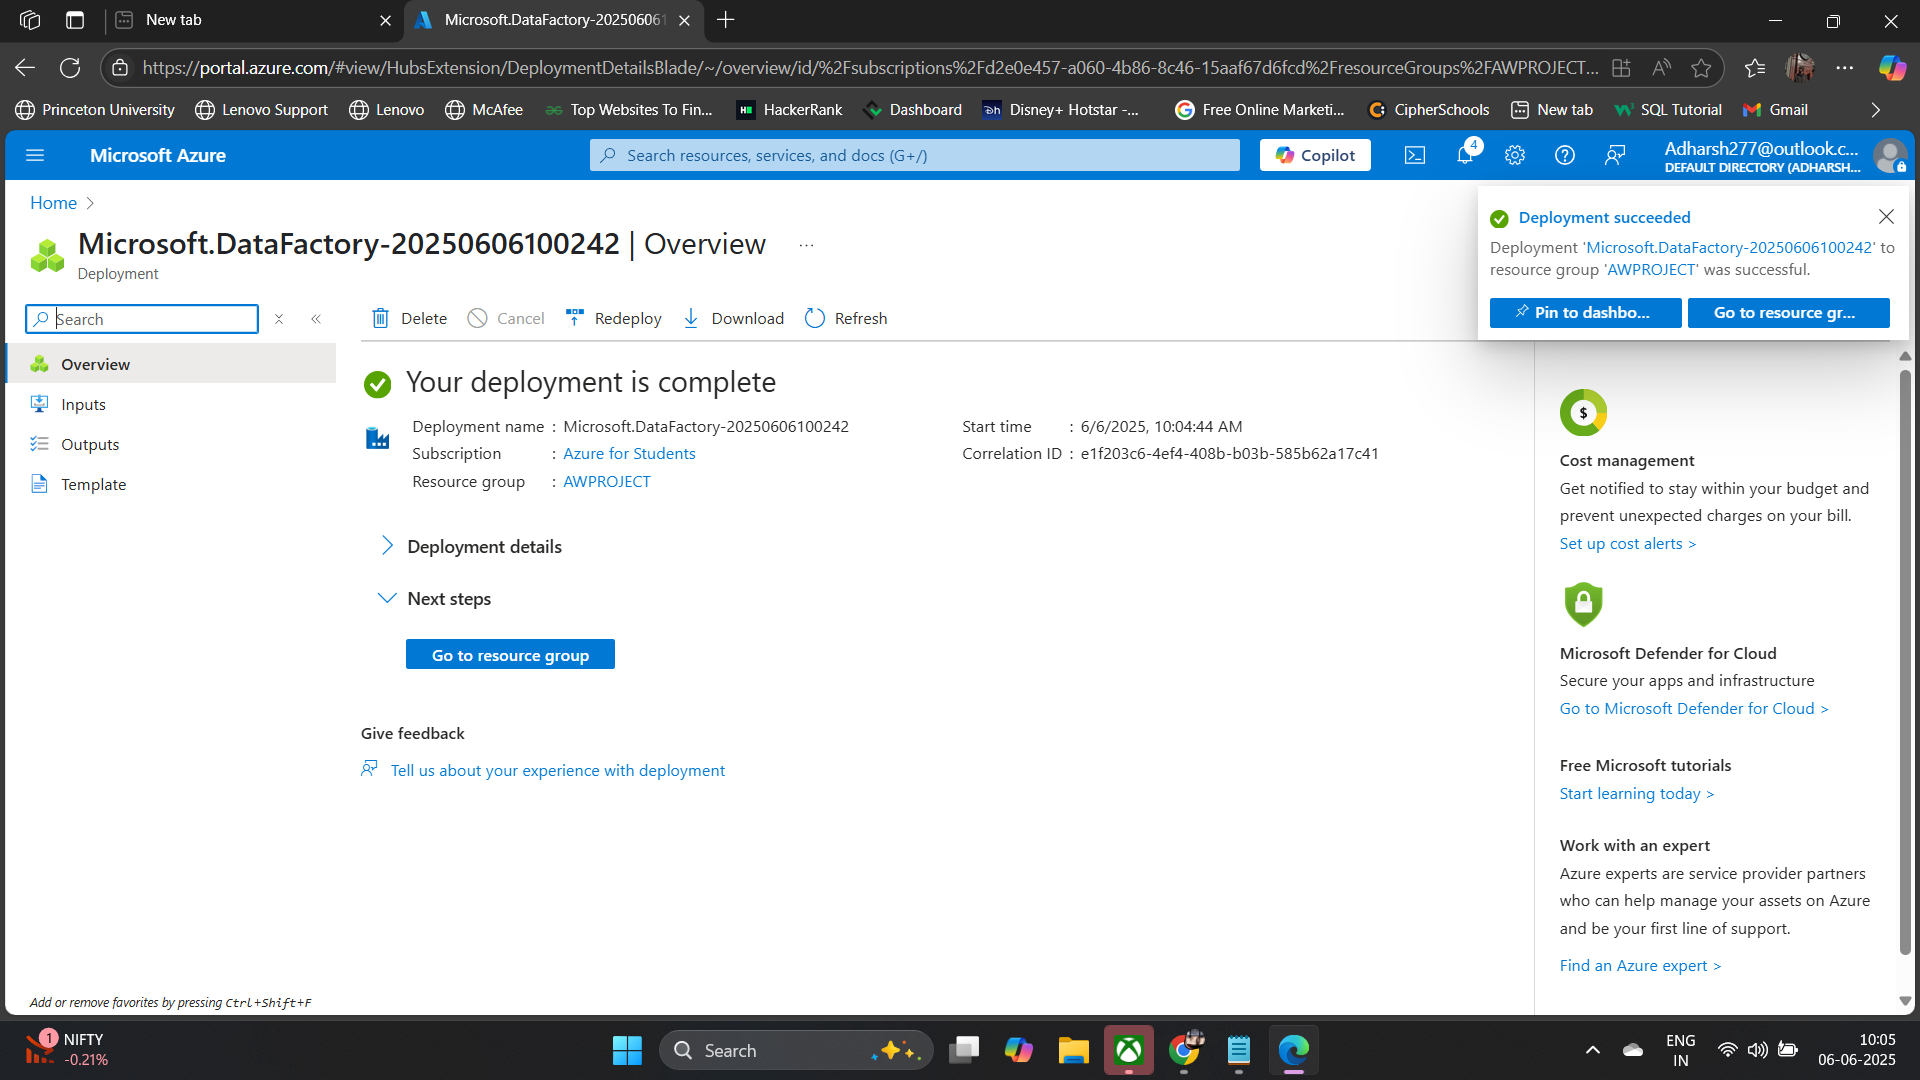 New tab
Microsoft.DataFactory-202506061
https://portal.azure.com/#view/HubsExtension/DeploymentDetailsBlade/~/overview/id/%2Fsubscriptions%2Fd2e0e457-a060-4b86-8c46-15aaf67d6fcd%2FresourceGroups%2FAWPROJECT...
Princeton University
Lenovo Support
Lenovo
McAfee
Top Websites To Fin...
HackerRank
Dashboard
Disney+ Hotstar -...
Free Online Marketi...
CipherSchools
New tab
SQL Tutorial
Gmail
Microsoft Azure
Search resources, services, and docs (G+/)
Copilot
4
Adharsh277@outlook.c...
DEFAULT DIRECTORY (ADHARSH...
Home
Microsoft.DataFactory-20250606100242 | Overview ...
Deployment
Deployment succeeded
Deployment 'Microsoft.DataFactory-20250606100242' to
resource group 'AWPROJECT' was successful.
Pin to dashbo...
Go to resource gr...
Search
Delete
Cancel
Redeploy
Download
Refresh
Overview
Inputs
Outputs
Template
Your deployment is complete
Deployment name : Microsoft.DataFactory-20250606100242
Subscription : Azure for Students
Resource group : AWPROJECT
Start time : 6/6/2025, 10:04:44 AM
Correlation ID : e1f203c6-4ef4-408b-b03b-585b62a17c41
Deployment details
Next steps
Go to resource group
Give feedback
Tell us about your experience with deployment
Cost management
Get notified to stay within your budget and
prevent unexpected charges on your bill.
Set up cost alerts >
Microsoft Defender for Cloud
Secure your apps and infrastructure
Go to Microsoft Defender for Cloud >
Free Microsoft tutorials
Start learning today >
Work with an expert
Azure experts are service provider partners
who can help manage your assets on Azure
and be your first line of support.
Find an Azure expert >
Add or remove favorites by pressing Ctrl+Shift+F
1
NIFTY
-0.21%
Search
ENG
IN
10:05
06-06-2025